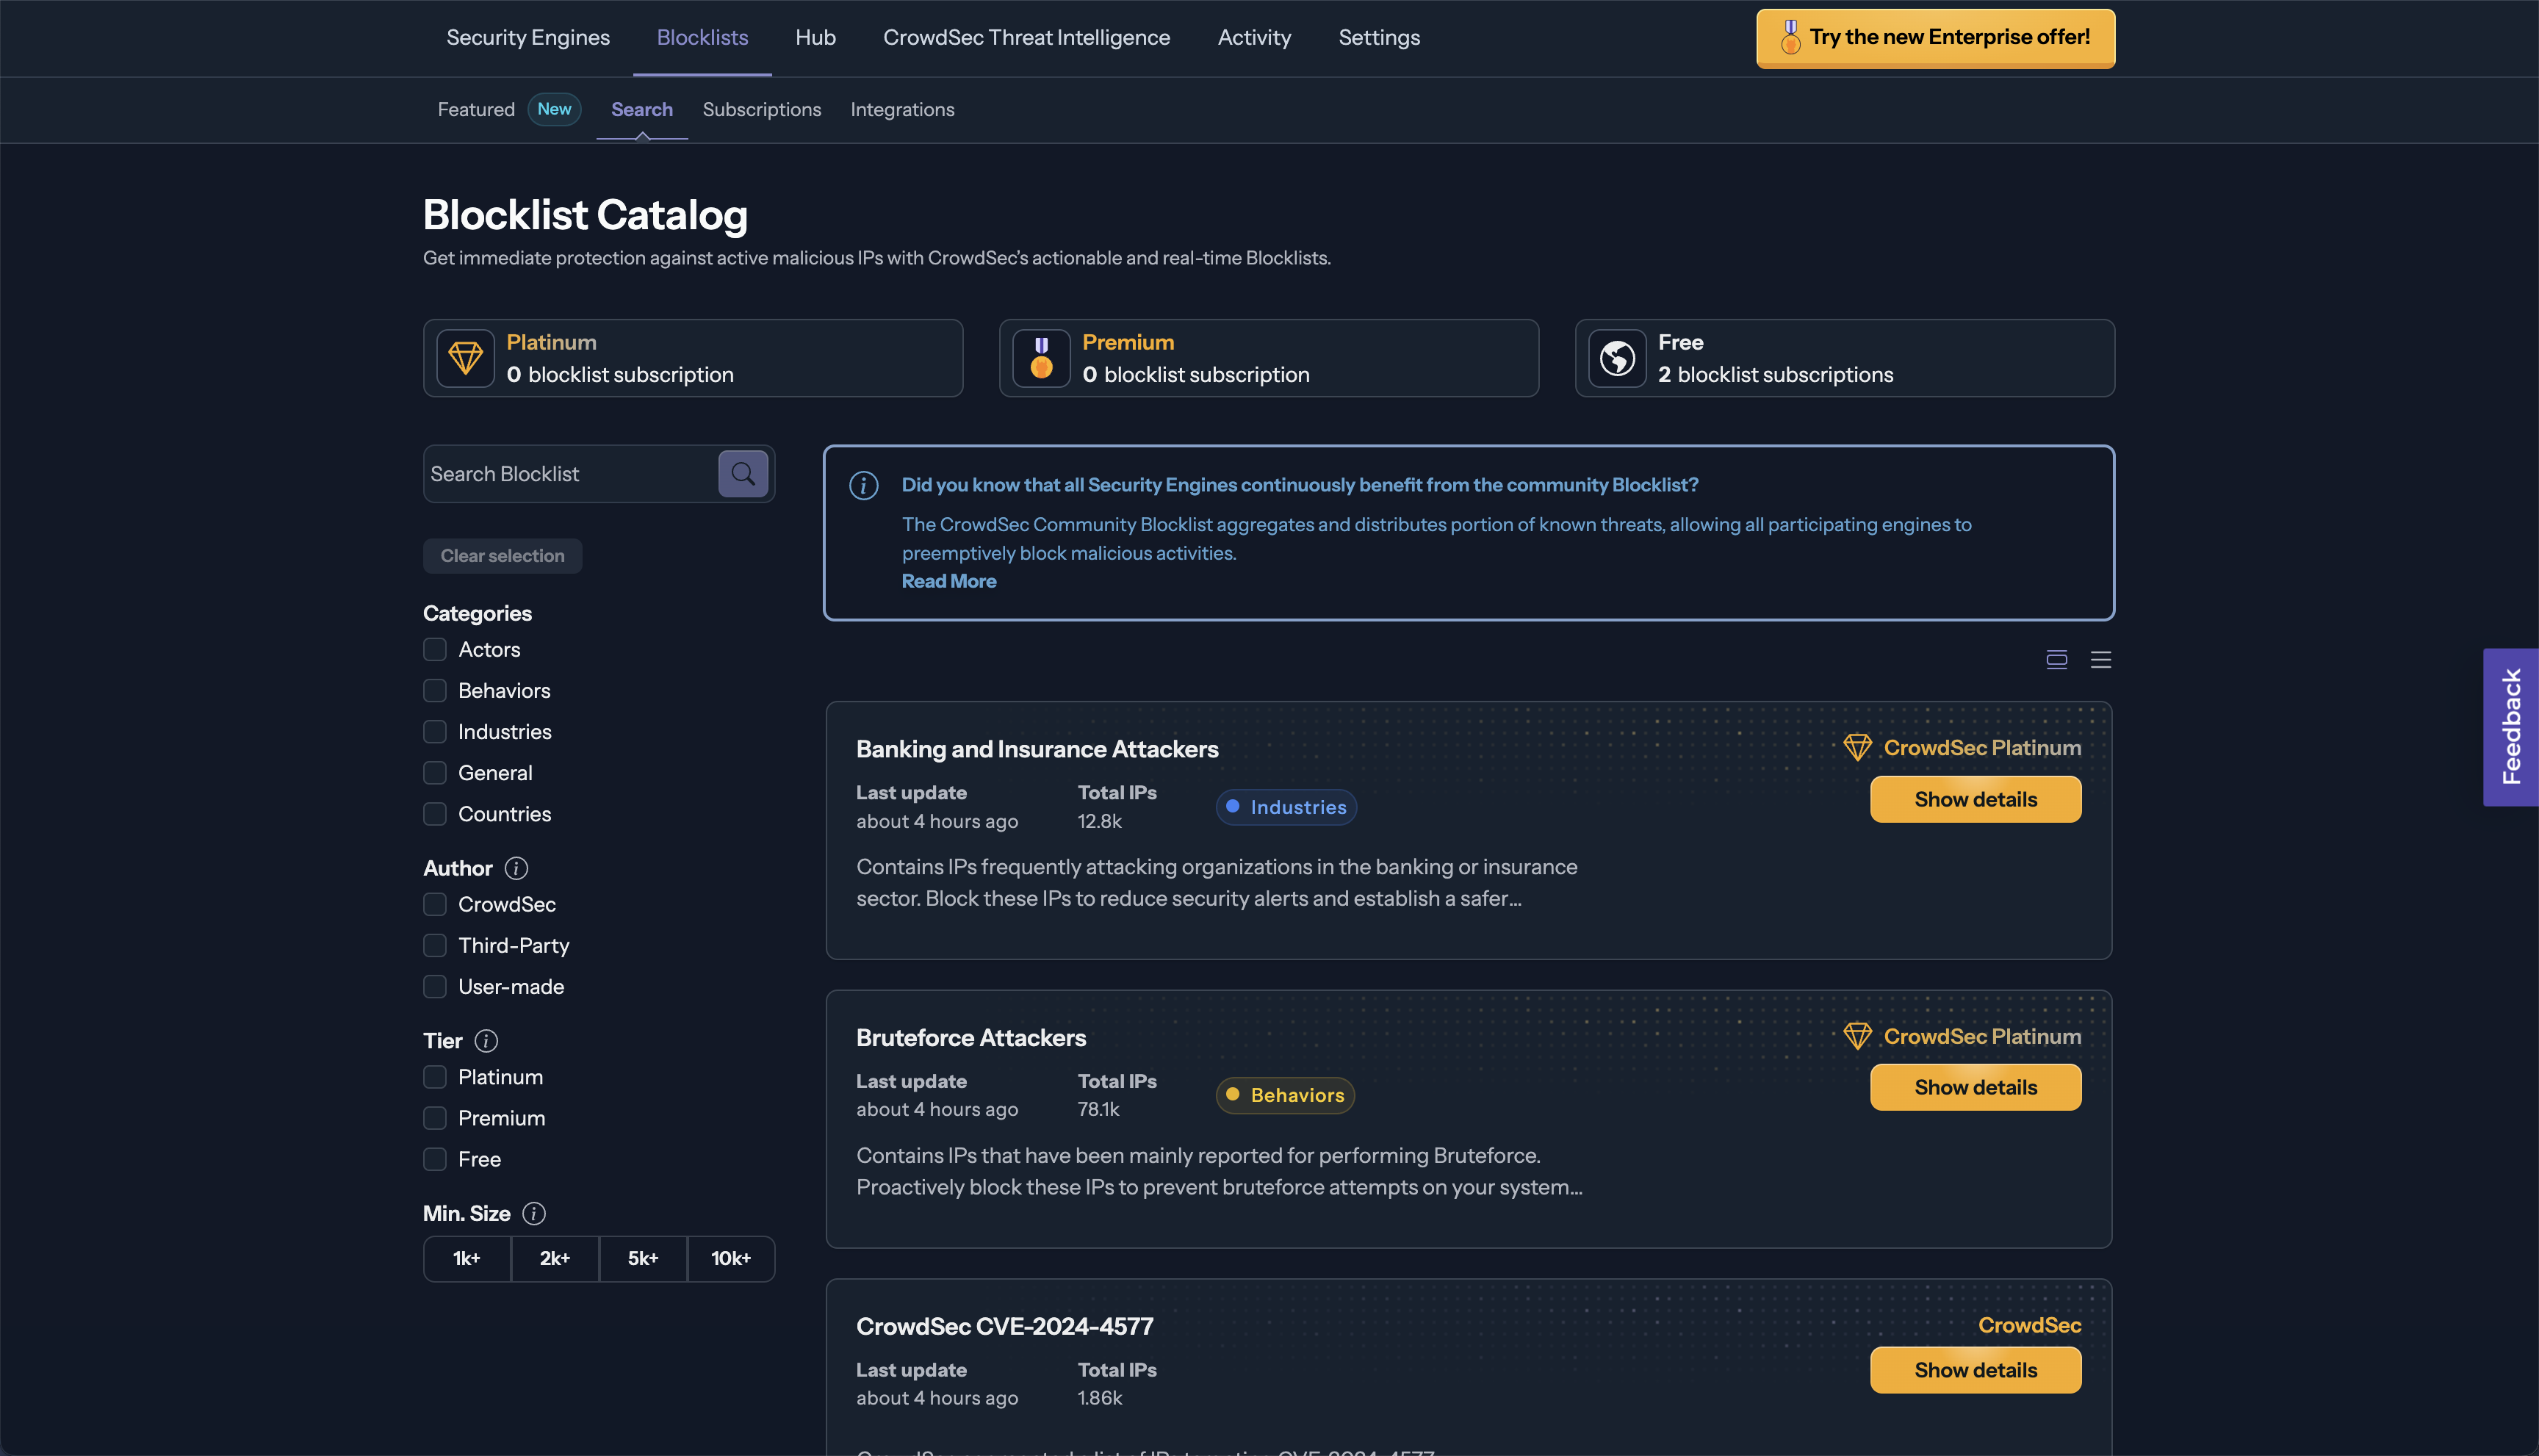 Security Engines
Blocklists
Hub
CrowdSec Threat Intelligence
Activity
Settings
Try the new Enterprise offer!
Featured
New
Search
Subscriptions
Integrations
Blocklist Catalog
Get immediate protection against active malicious IPs with CrowdSec's actionable and real-time Blocklists.
Platinum
0 blocklist subscription
Premium
0 blocklist subscription
Free
2 blocklist subscriptions
Search Blocklist
Clear selection
Categories
Actors
Behaviors
Industries
General
Countries
Author
CrowdSec
Third-Party
User-made
Tier
Platinum
Premium
Free
Min. Size
1k+
2k+
5k+
10k+
Did you know that all Security Engines continuously benefit from the community Blocklist?
The CrowdSec Community Blocklist aggregates and distributes portion of known threats, allowing all participating engines to
preemptively block malicious activities.
Read More
Banking and Insurance Attackers
CrowdSec Platinum
Last update
about 4 hours ago
Total IPs
12.8k
Industries
Show details
Contains IPs frequently attacking organizations in the banking or insurance
sector. Block these IPs to reduce security alerts and establish a safer...
Bruteforce Attackers
CrowdSec Platinum
Last update
about 4 hours ago
Total IPs
78.1k
Behaviors
Show details
Contains IPs that have been mainly reported for performing Bruteforce.
Proactively block these IPs to prevent bruteforce attempts on your system...
CrowdSec CVE-2024-4577
CrowdSec
Last update
about 4 hours ago
Total IPs
1.86k
Show details
Feedback